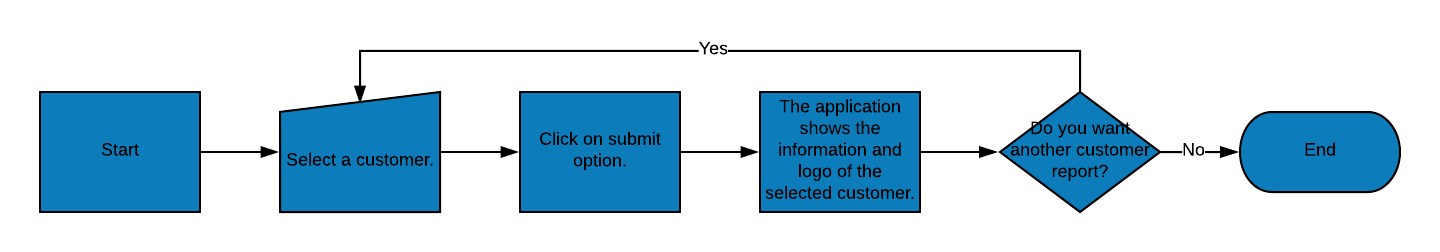 Yes
Start
Select a customer.
Click on submit
option.
The application
shows the
information and
logo of the
selected customer.
Do you want
another customer
report?
No
End